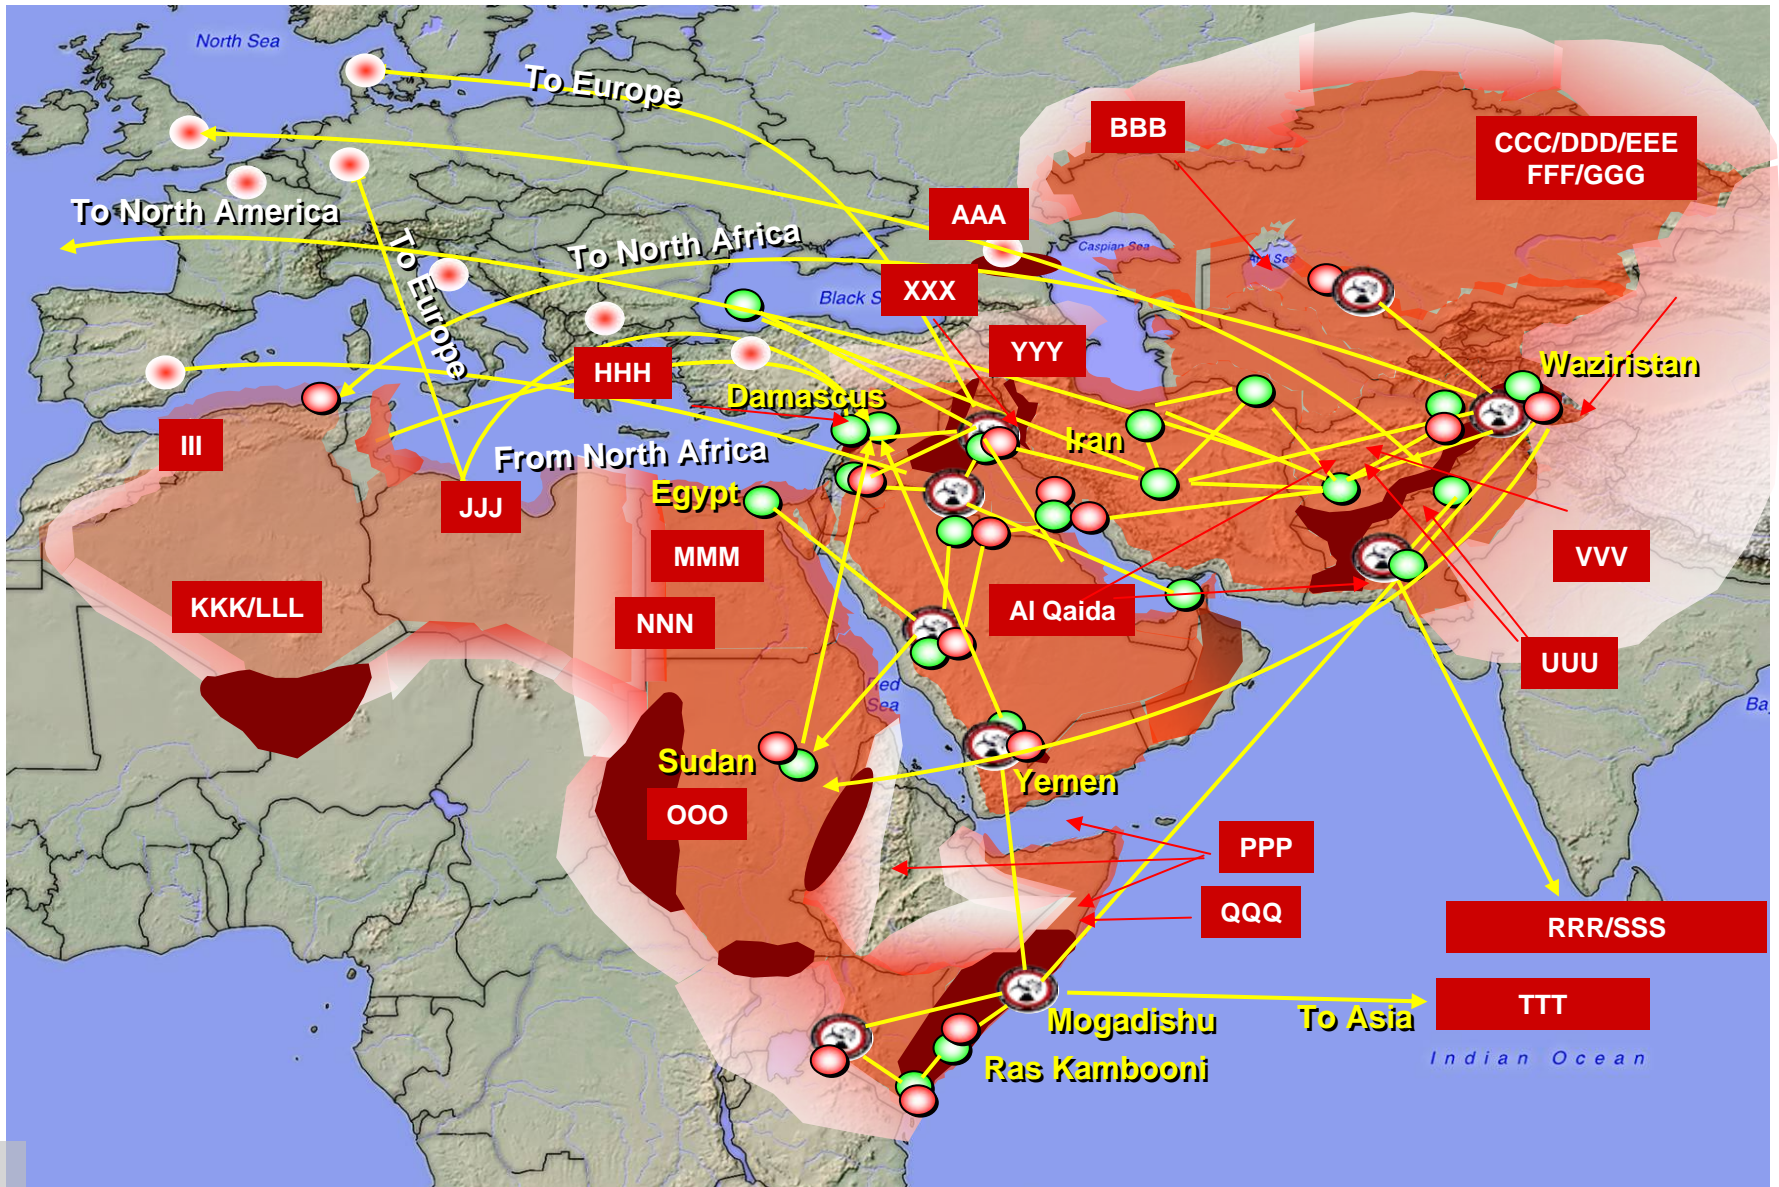 North Sea
To Europe
BBB
CCC/DDD/EEE
FFF/GGG
To North America
AAA
To North Africa
To Europe
Caspian Sea
Sea
XXX
Black S
YYY
Waziristan
HHH
Damascus
Iran
III
From North Africa
Egypt
JJJ
MMM
VVV
KKK/LLL
NNN
Al Qaida
UUU
Red
Sea
Ba
Sudan
Yemen
OOO
PPP
QQQ
RRR/SSS
TTT
Mogadishu
To Asia
Ras Kambooni
Indian Ocean